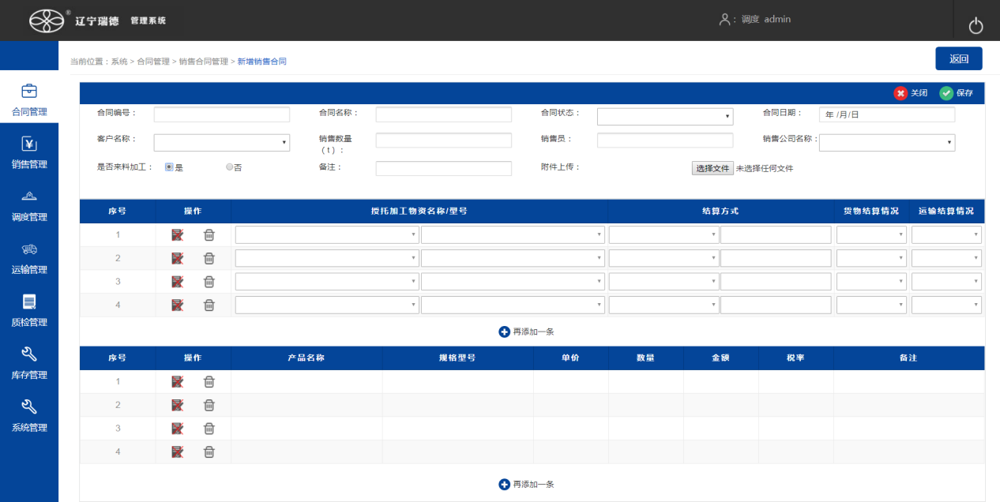 ® 辽宁瑞德 管理系统
: 调度 admin
当前位置：系统 > 合同管理 > 销售合同管理 > 新增销售合同
返回
合同管理
销售管理
调度管理
运输管理
质检管理
库存管理
系统管理
关闭 保存
合同编号： 合同名称： 合同状态： 合同日期： 年 /月/日
客户名称： 销售数量（t）： 销售员： 销售公司名称：
是否来料加工： 是 否 备注： 附件上传： 选择文件 未选择任何文件
序号 操作 授托加工物资名称/型号 结算方式 货物结算情况 运输结算情况
1
2
3
4
再添加一条
序号 操作 产品名称 规格型号 单价 数量 金额 税率 备注
1
2
3
4
再添加一条